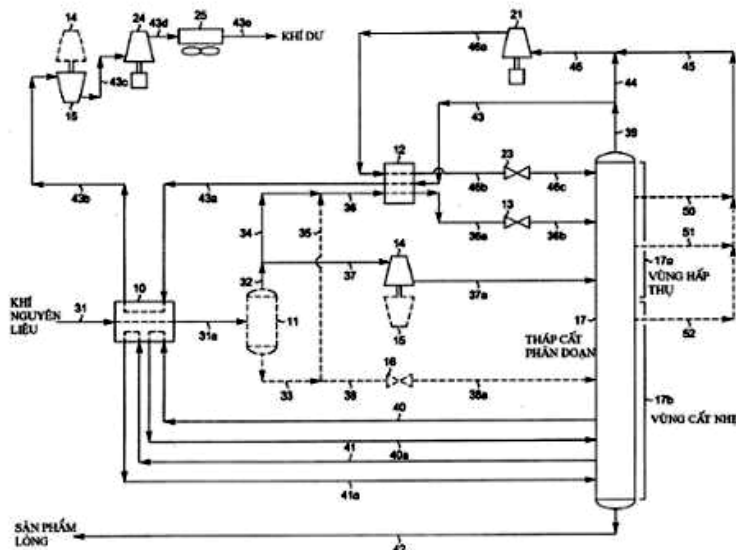 14
24
43d
25
43e
KHÍ DƯ
43c
15
43b
46a
21
46
45
44
43
39
12
23
46b
46c
43a
36
13
36a
36b
50
51
34
35
17a
VÙNG HẤP
THỤ
32
37
14
37a
KHÍ
NGUYÊN
LIỆU
31
10
31a
11
15
17
THÁP CẤT
PHÂN ĐOẠN
52
16
33
38
38a
17b
VÙNG CẤT NHẸ
40
41
40a
41a
SẢN PHẨM
LỎNG
42